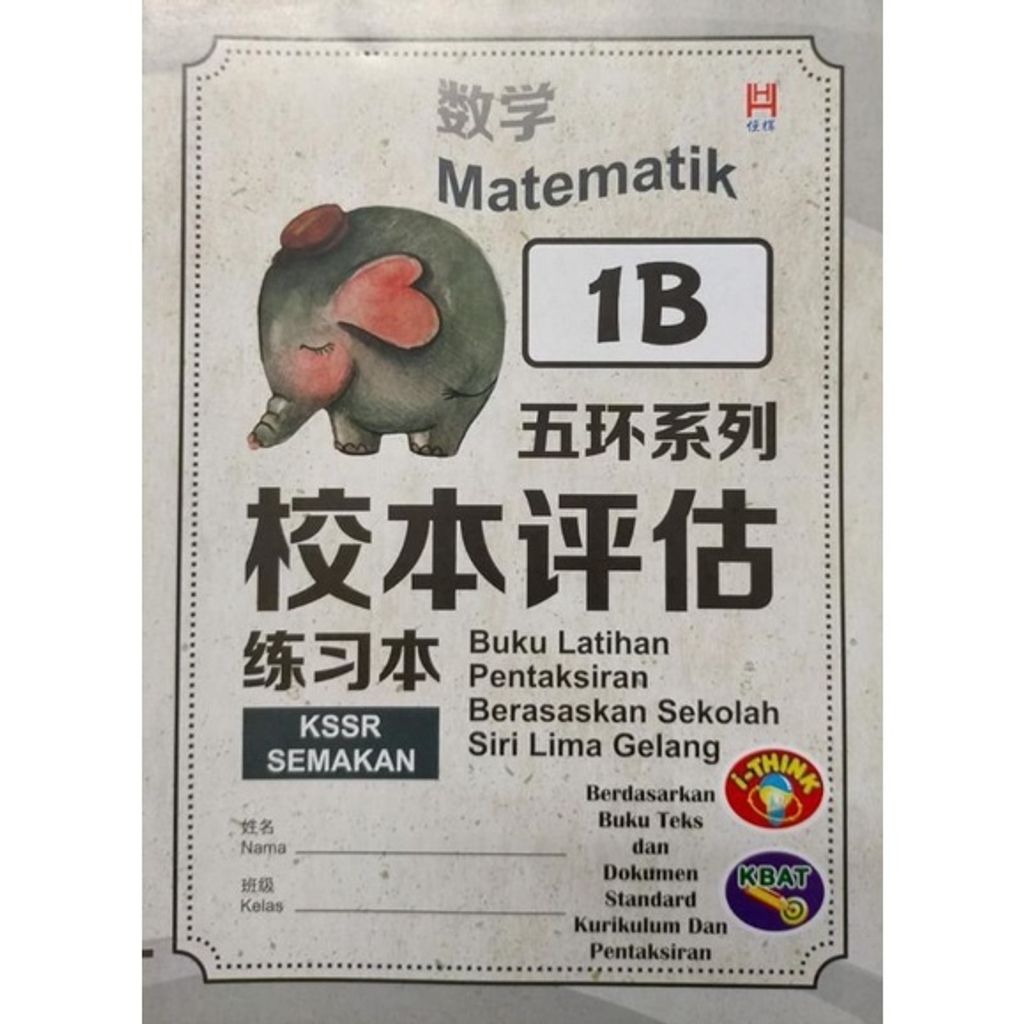 数学
Matematik
1B
五环系列
校本评估
练习本
Buku Latihan
Pentaksiran
Berasaskan Sekolah
Siri Lima Gelang
KSSR
SEMAKAN
姓名
Nama
班级
Kelas
Berdasarkan
Buku Teks
dan
Dokumen
Standard
Kurikulum Dan
Pentaksiran
i-THINK
KBAT